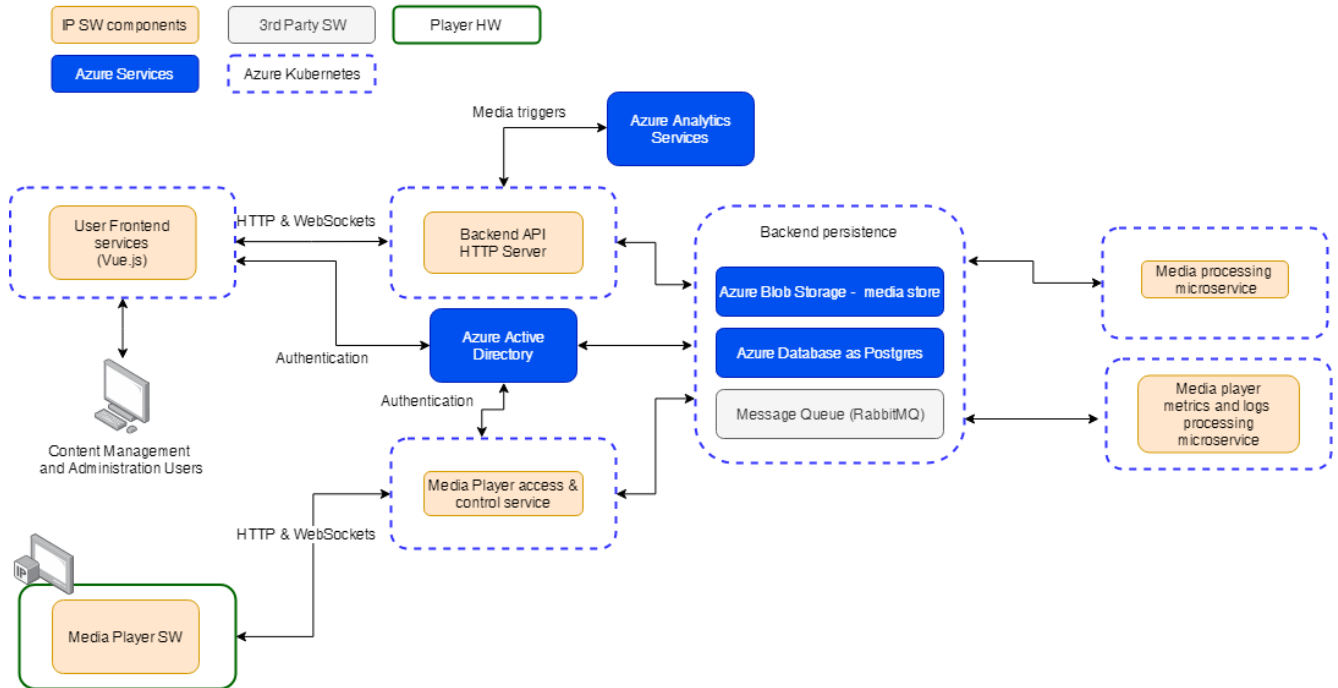 IP SW components
3rd Party SW
Player HW
Azure Services
Azure Kubernetes
Media triggers
Azure Analytics
Services
User Frontend
services
(Vue.js)
HTTP & WebSockets
Backend API
HTTP Server
Backend persistence
Azure Blob Storage - media store
Media processing
microservice
Azure Active
Directory
Authentication
Azure Database as Postgres
Authentication
Message Queue (RabbitMQ)
Media player
metrics and logs
processing
microservice
Content Management
and Administration Users
Media Player access &
control service
HTTP & WebSockets
IP
Media Player SW